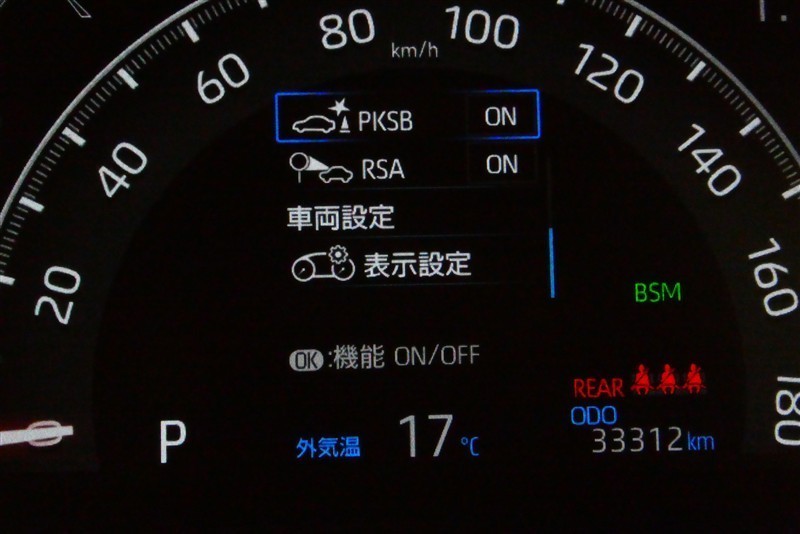 80
100
km/h
60
120
PKSB ON
40
140
RSA ON
車両設定
表示設定
20
160
BSM
OK:機能 ON/OFF
REAR
180
ODO
0
P
外気温 17℃
33312km